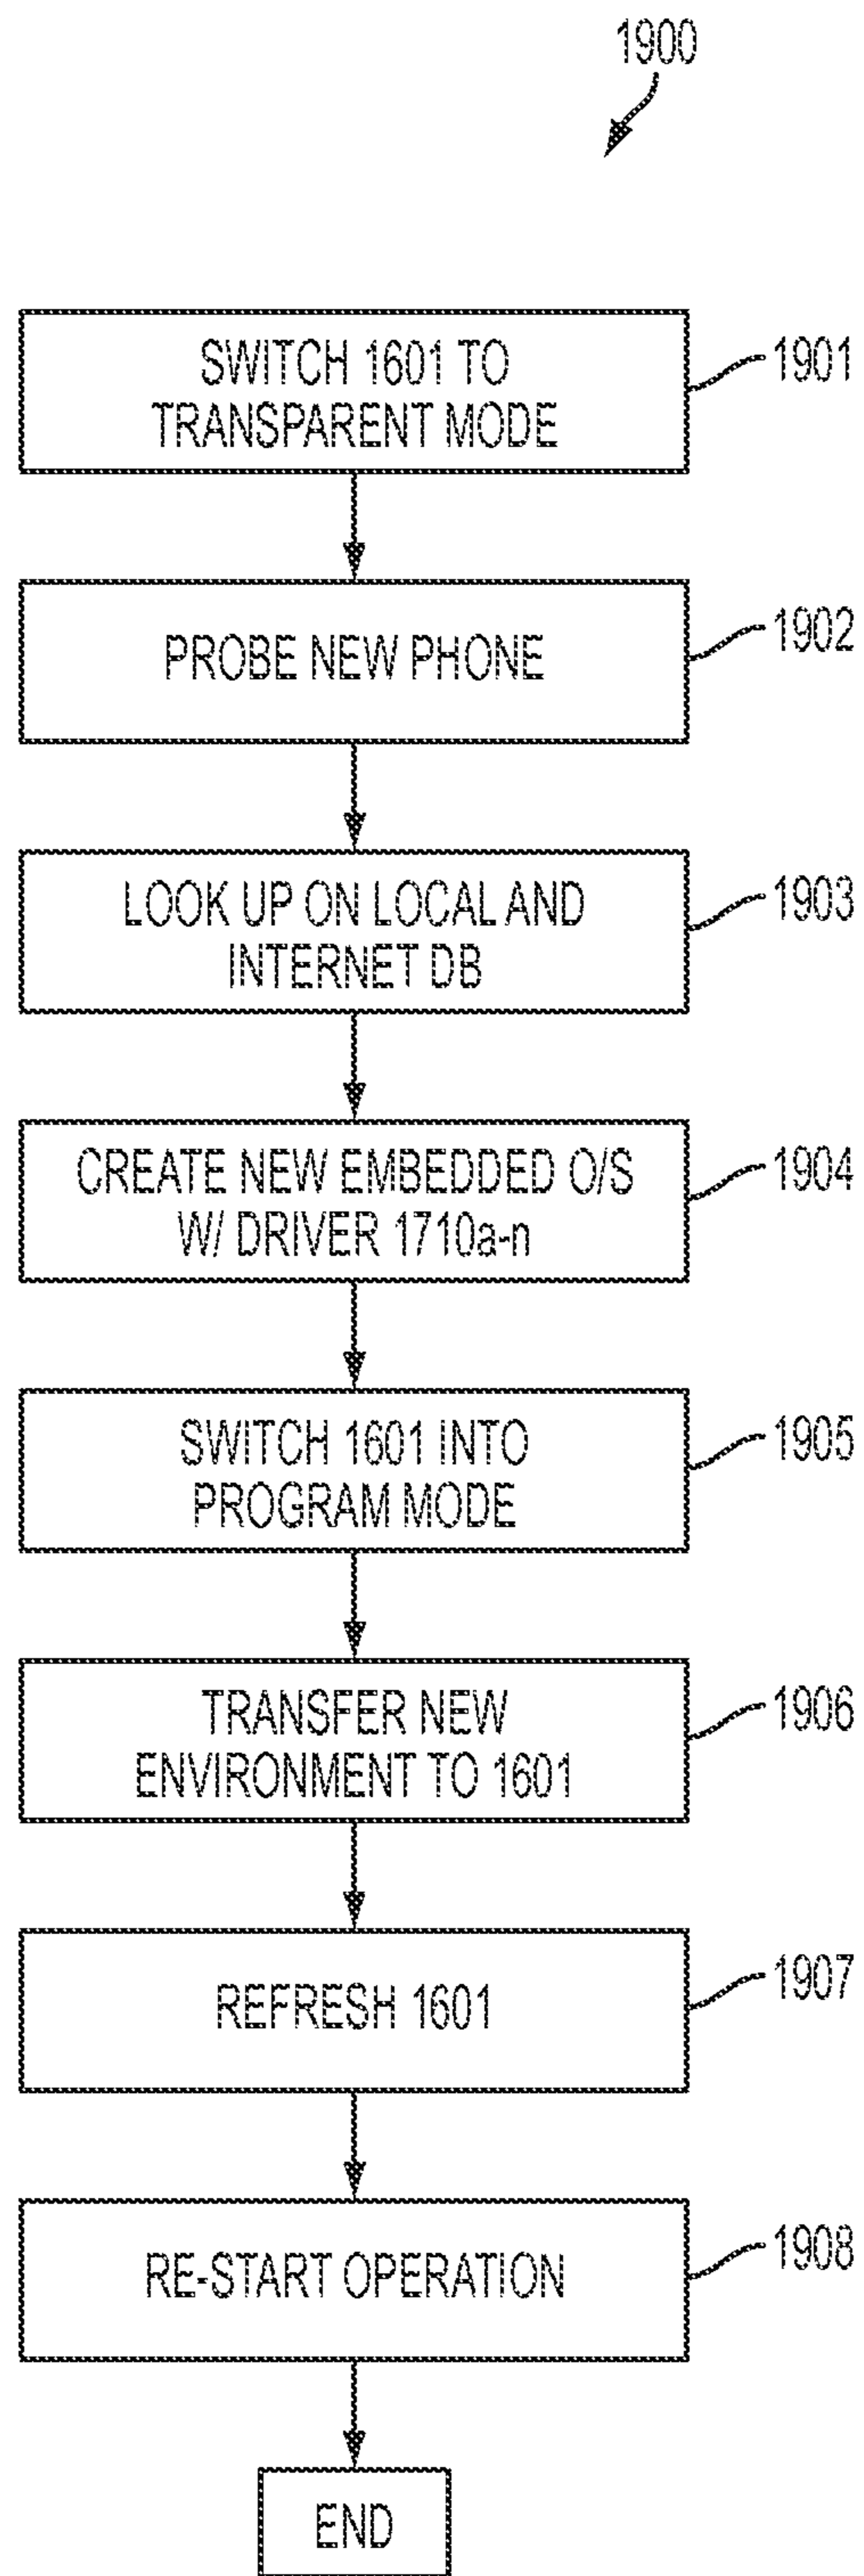 1900
SWITCH 1601 TO
TRANSPARENT MODE
1901
PROBE NEW PHONE
1902
LOOK UP ON LOCAL AND
INTERNET DB
1903
CREATE NEW EMBEDDED O/S
W/ DRIVER 1710a-n
1904
SWITCH 1601 INTO
PROGRAM MODE
1905
TRANSFER NEW
ENVIRONMENT TO 1601
1906
REFRESH 1601
1907
RE-START OPERATION
1908
END